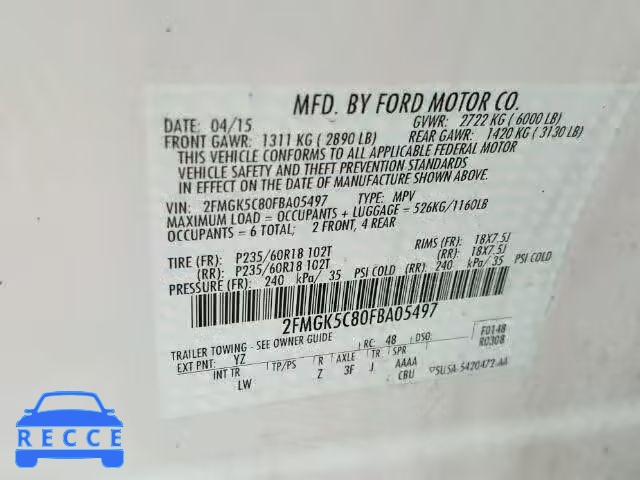 MFD. BY FORD MOTOR CO.
DATE: 04/15 GVWR: 2722 KG ( 6000 LB)
FRONT GAWR: 1311 KG ( 2890 LB) REAR GAWR: 1420 KG ( 3130 LB)
THIS VEHICLE CONFORMS TO ALL APPLICABLE FEDERAL MOTOR
VEHICLE SAFETY AND THEFT PREVENTION STANDARDS
IN EFFECT ON THE DATE OF MANUFACTURE SHOWN ABOVE.
VIN: 2FMGK5C80FBA05497 TYPE: MPV
MAXIMUM LOAD = OCCUPANTS + LUGGAGE = 526KG/1160LB
OCCUPANTS = 6 TOTAL; 2 FRONT, 4 REAR
TIRE (FR): P235/60R18 102T RIMS (FR): 18X7.5J
(RR): P235/60R18 102T (RR): 18X7.5J
PRESSURE (FR): 240 kPa/ 35 PSI COLD (RR): 240 kPa/ 35 PSI COLD
2FMGK5C80FBA05497
TRAILER TOWING - SEE OWNER GUIDE RC: 48 DSO: F0148
EXT PNT: YZ R0308
INT TR TP/PS R AXLE TR SPR AAAA
LW Z 3F J CBU 5U5A-5420472-AA
RECCE